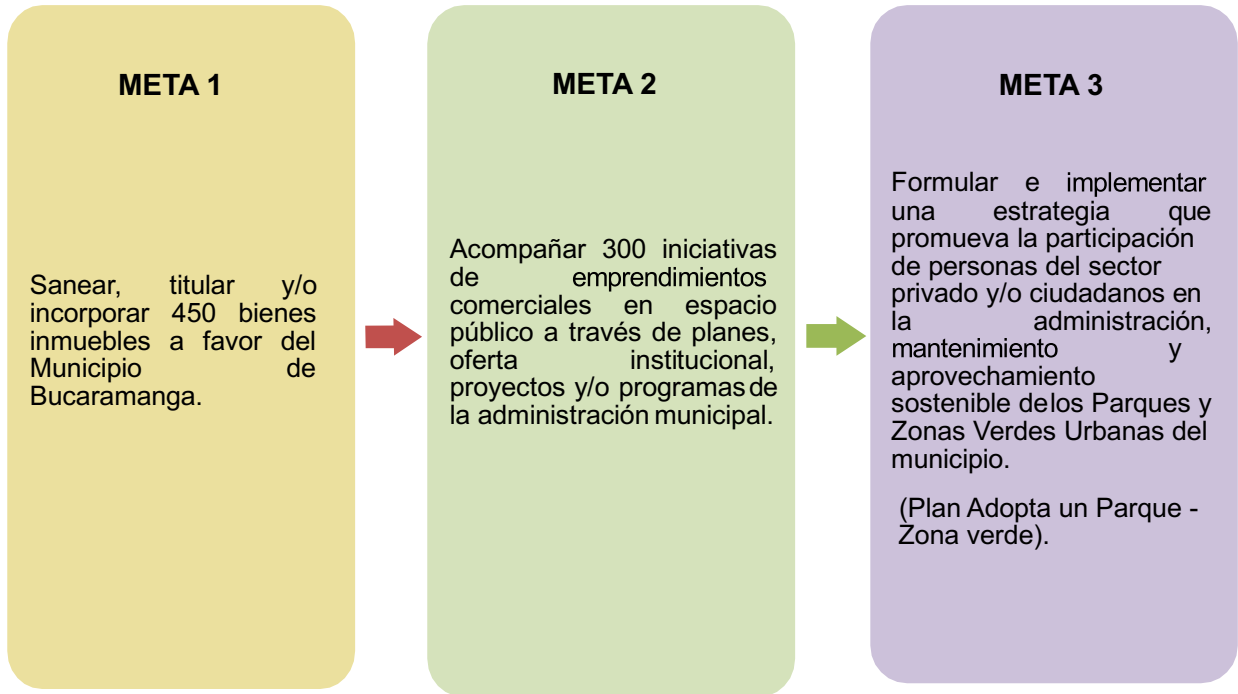 META 1
Sanear, titular y/o
incorporar 450 bienes
inmuebles a favor del
Municipio de
Bucaramanga.
META 2
Acompañar 300 iniciativas
de emprendimientos
comerciales en espacio
público a través de planes,
oferta institucional,
proyectos y/o programas de
la administración municipal.
META 3
Formular e implementar
una estrategia que
promueva la participación
de personas del sector
privado y/o ciudadanos en
la administración,
mantenimiento y
aprovechamiento
sostenible delos Parques y
Zonas Verdes Urbanas del
municipio.
(Plan Adopta un Parque -
Zona verde).